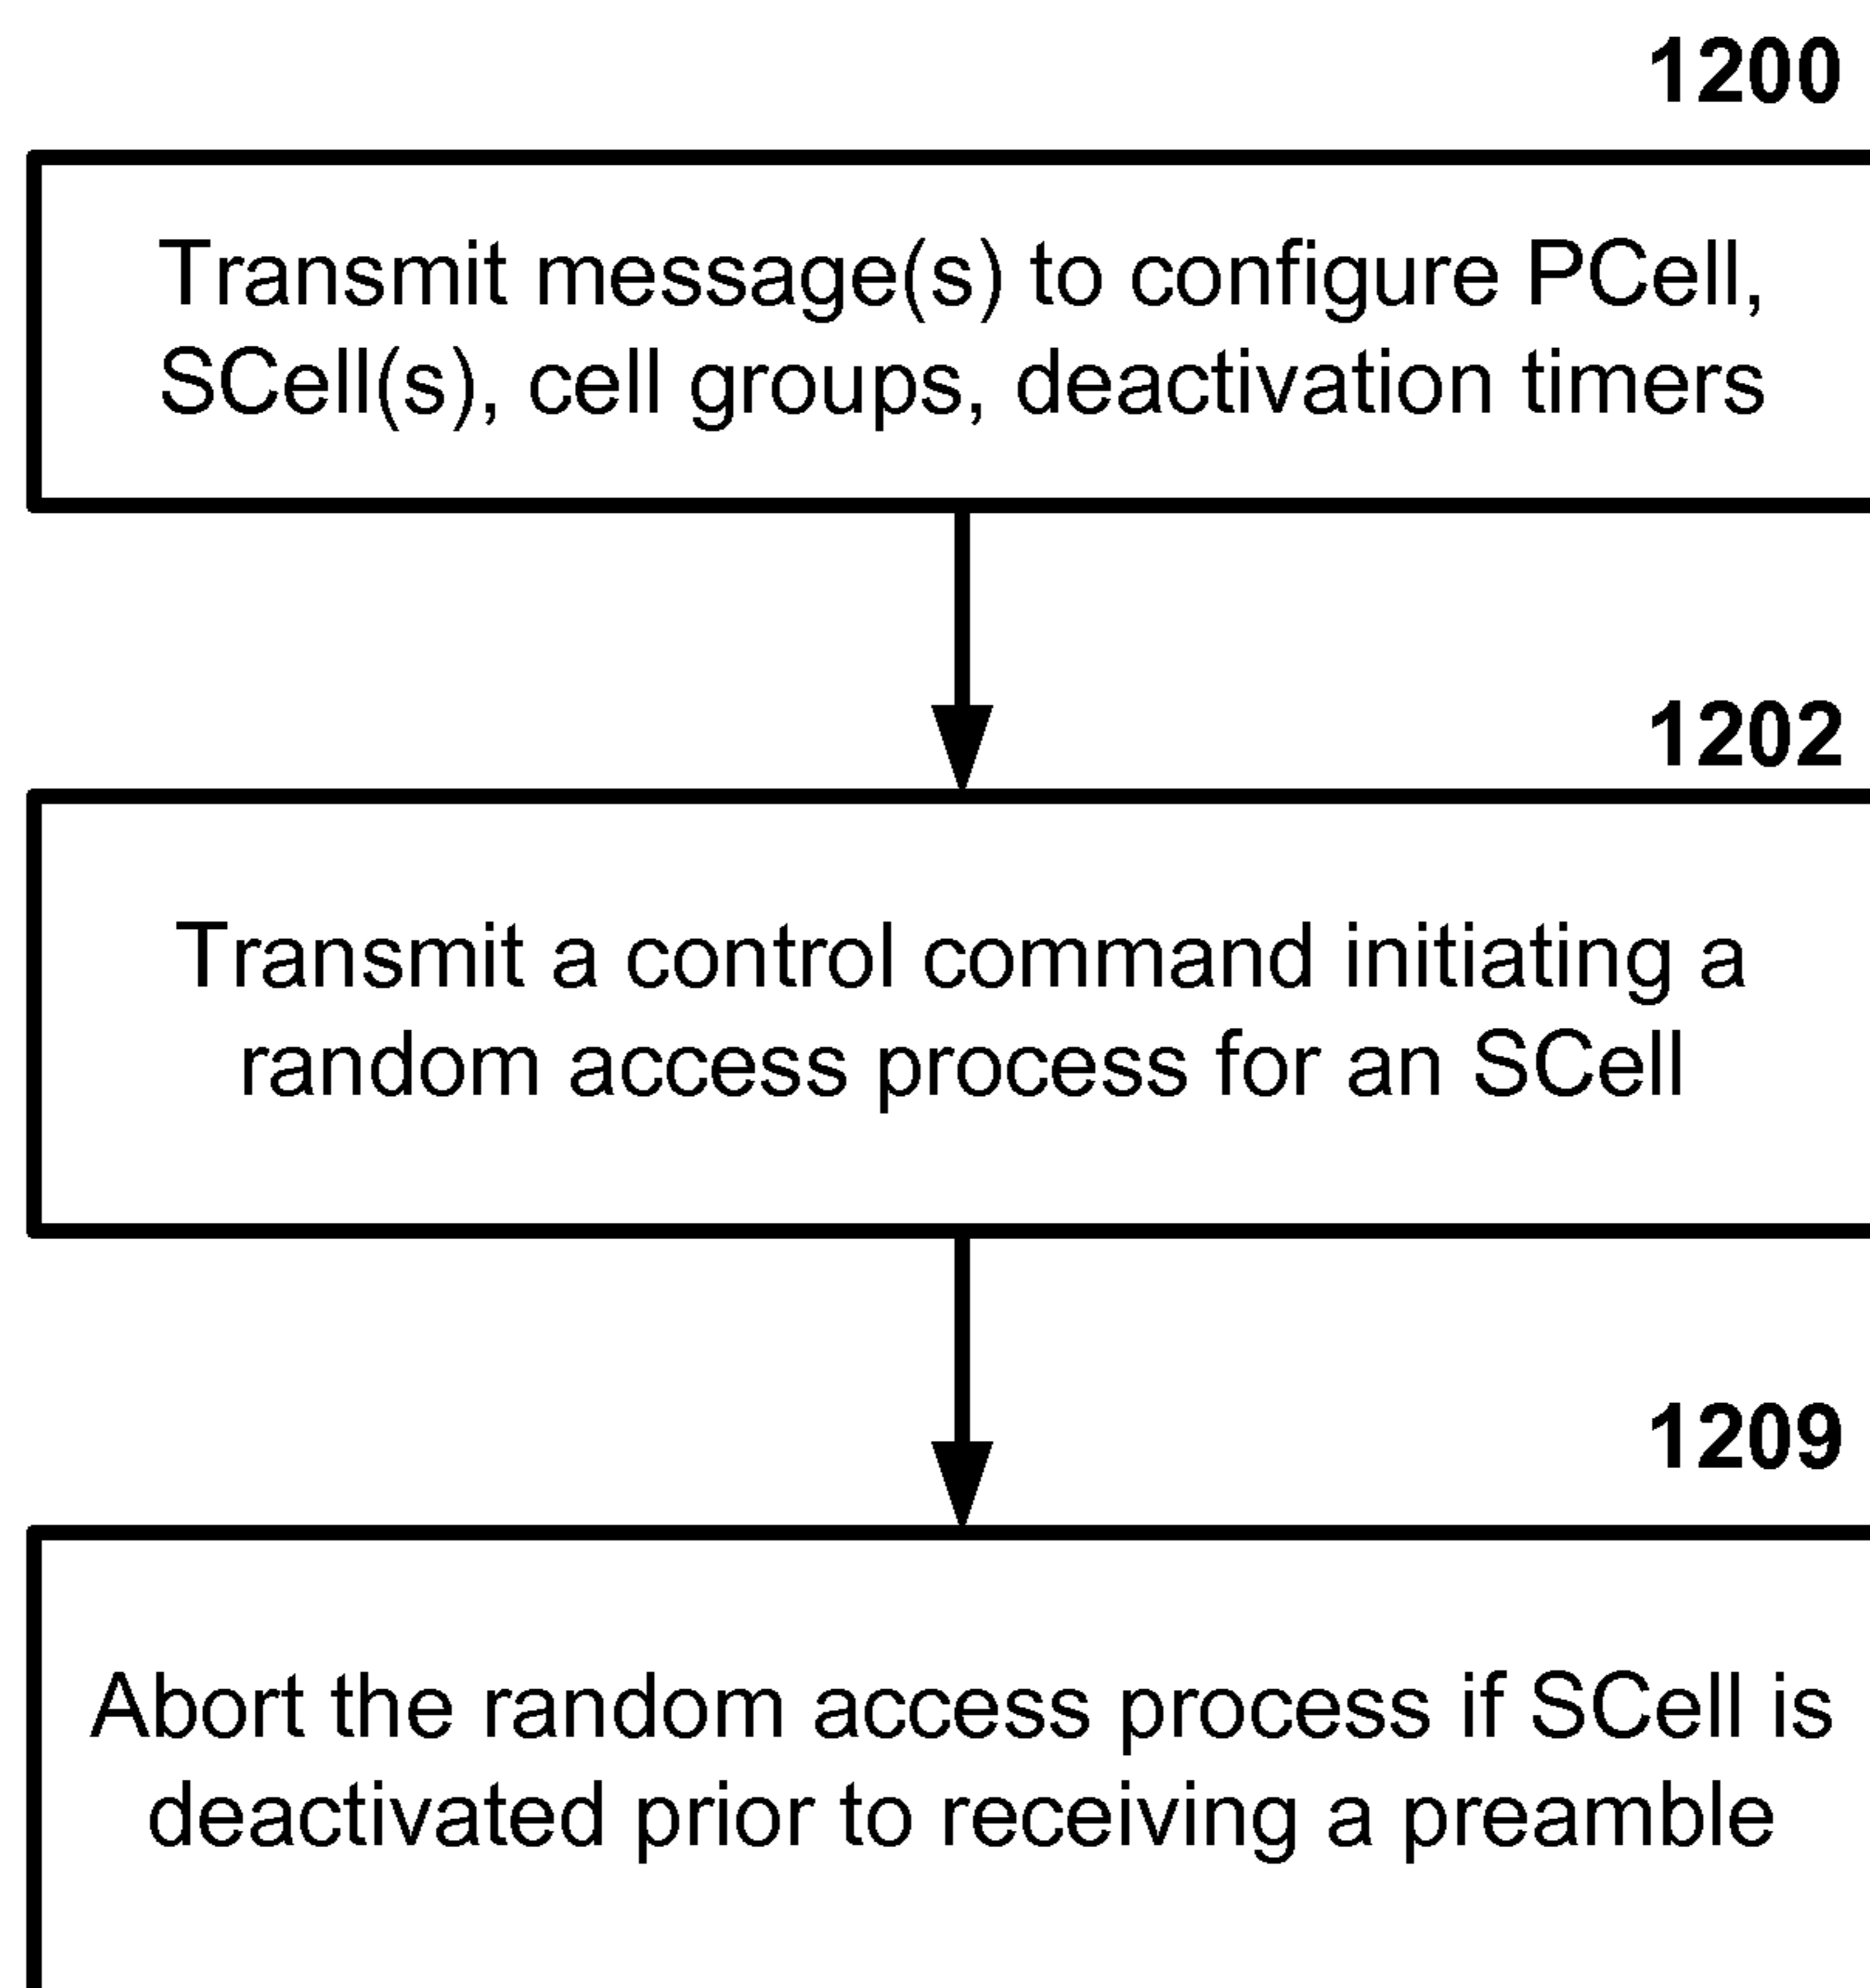 1200
Transmit message(s) to configure PCell,
SCell(s), cell groups, deactivation timers
1202
Transmit a control command initiating a
random access process for an SCell
1209
Abort the random access process if SCell is
deactivated prior to receiving a preamble